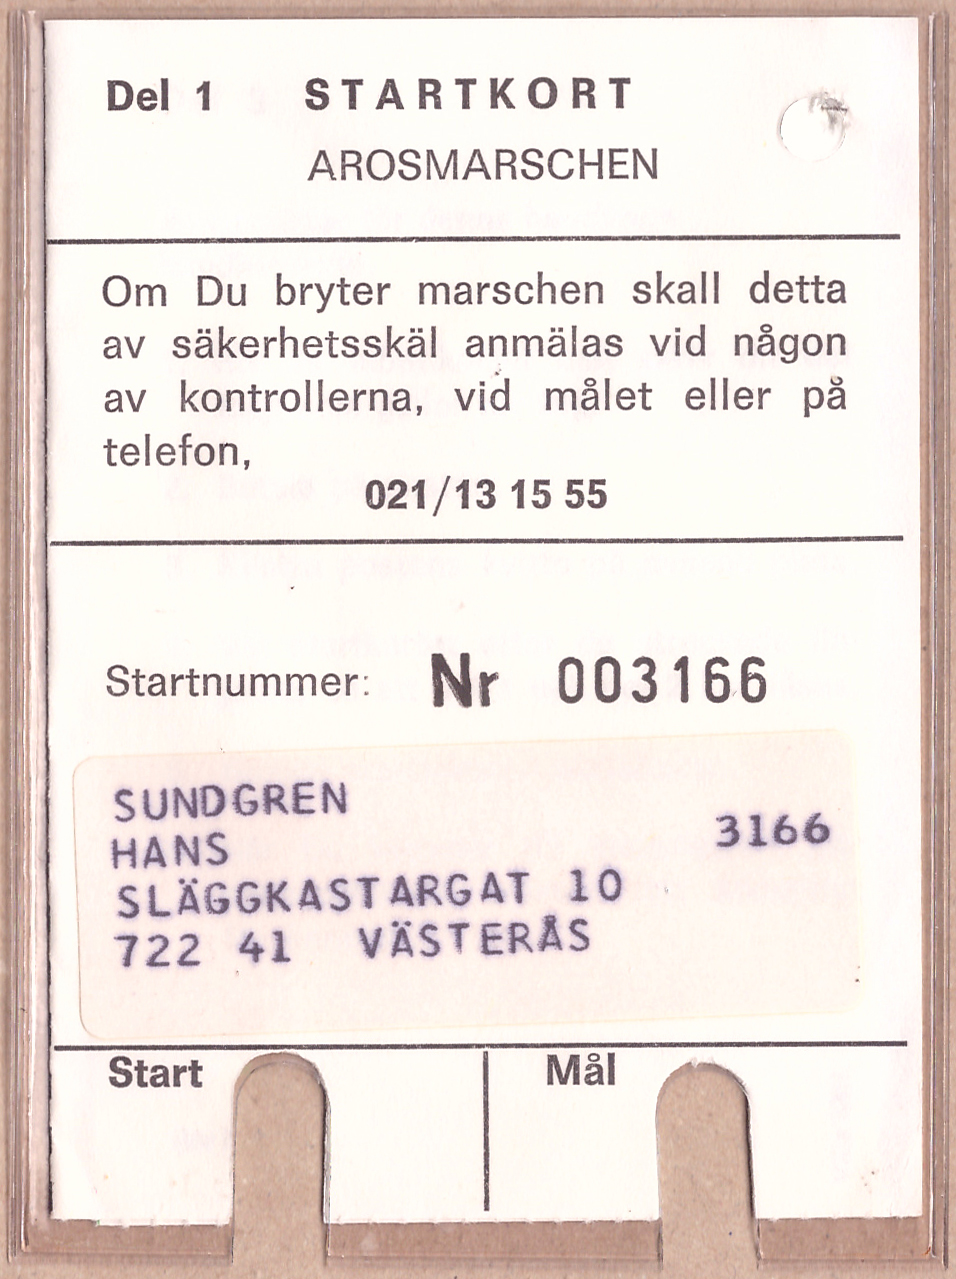 Del 1 STARTKORT
AROSMARSCHEN
Om Du bryter marschen skall detta
av säkerhetsskäl anmälas vid någon
av kontrollerna, vid målet eller på
telefon,
021/13 15 55
Startnummer: Nr 003166
SUNDGREN
HANS 3166
SLÄGGKASTARGAT 10
722 41 VÄSTERÅS
Start Mål